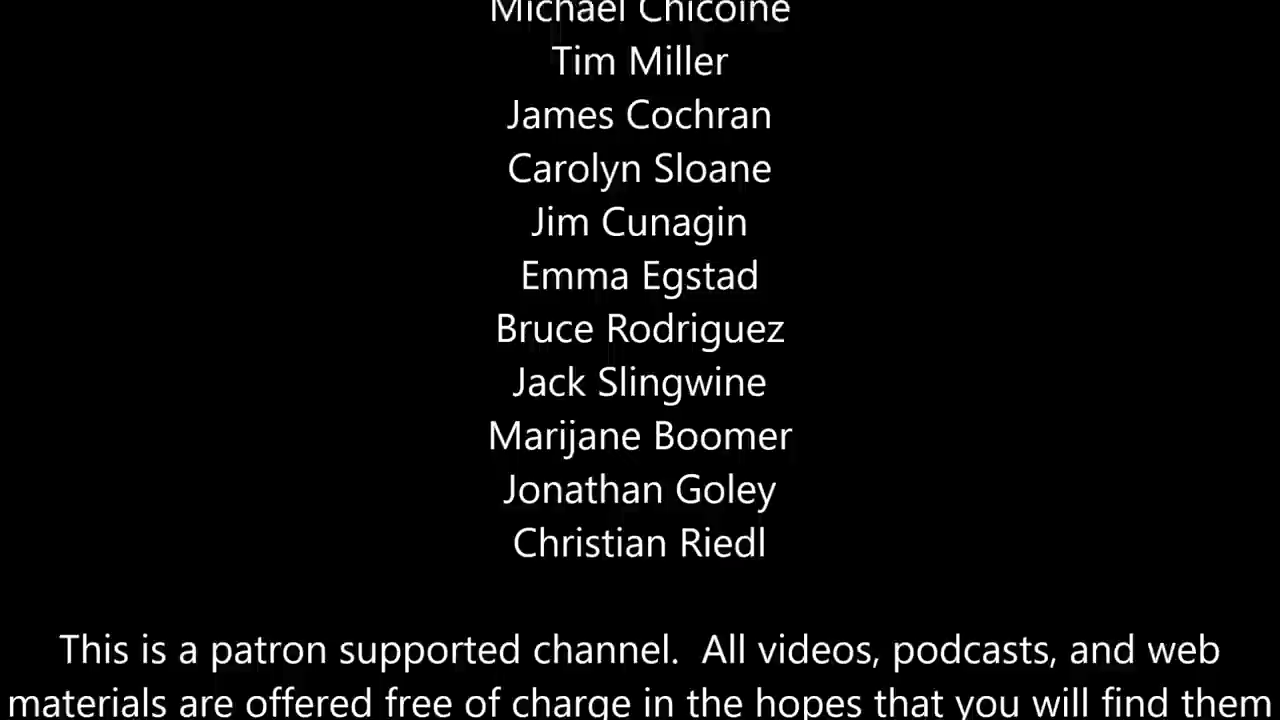 Michael Chicoine
Tim Miller
James Cochran
Carolyn Sloane
Jim Cunagin
Emma Egstad
Bruce Rodriguez
Jack Slingwine
Marijane Boomer
Jonathan Goley
Christian Riedl
This is a patron supported channel.  All videos, podcasts, and web
materials are offered free of charge in the hopes that you will find them